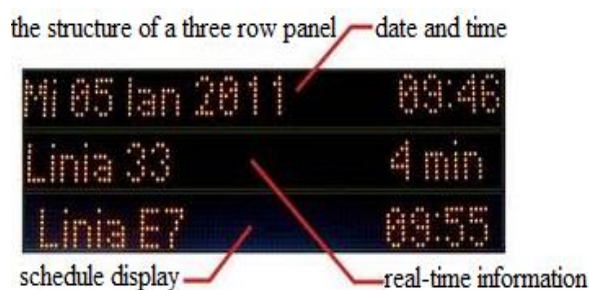 the structure of a three row panel date and time
Mi 05 Ian 2011 09:46
Linia 33 4 min
Linia E7 09:55
schedule display real-time information